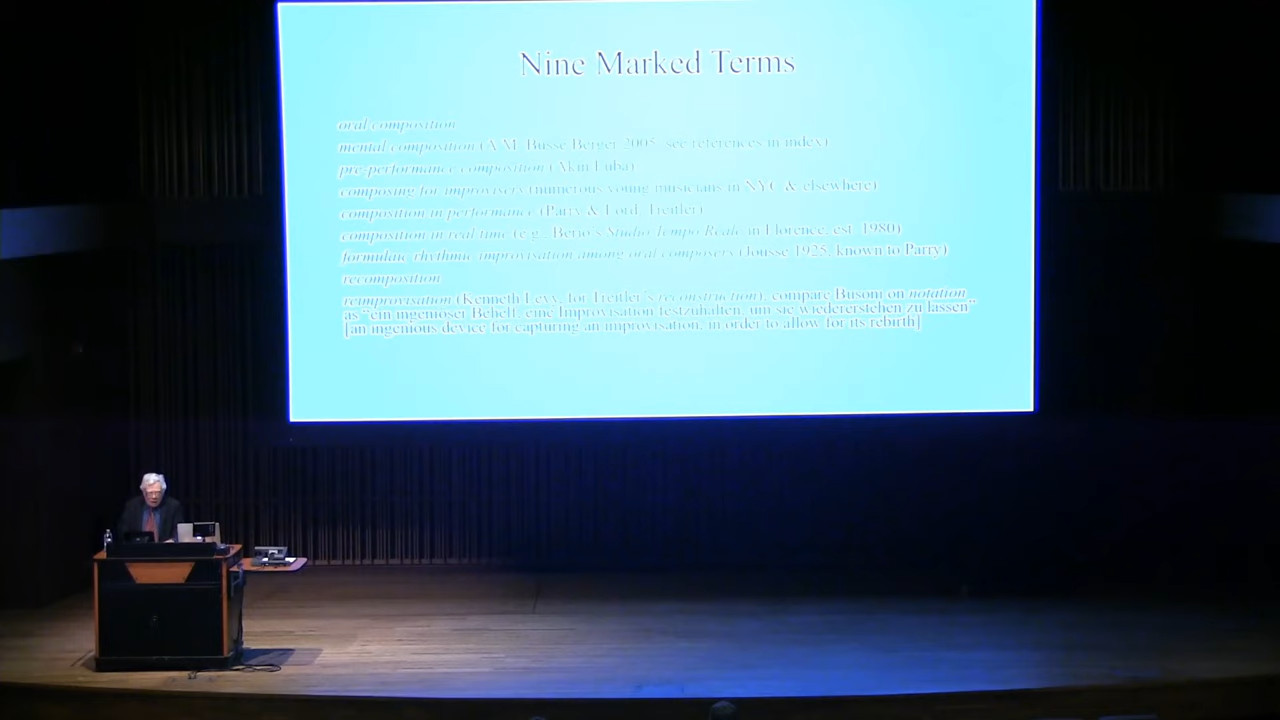 Nine Marked Terms
oral composition
mental composition (A.M. Busse Berger 2005, see references in index)
pre-performance composition (Akin Euba)
composing for improvisers (numerous young musicians in NYC & elsewhere)
composition in performance (Parry & Lord, Treitler)
composition in real time (e.g., Berio's Studio Tempo Reale in Florence, est. 1980)
formulaic rhythmic improvisation among oral composers (Jousse 1925, known to Parry)
recomposition
reimprovisation (Kenneth Levy, for Treitler's reconstruction), compare Busoni on notation
as "ein ingenioser Behelf, eine Improvisation festzuhalten, um sie wiedererstehen zu lassen"
[an ingenious device for capturing an improvisation, in order to allow for its rebirth]